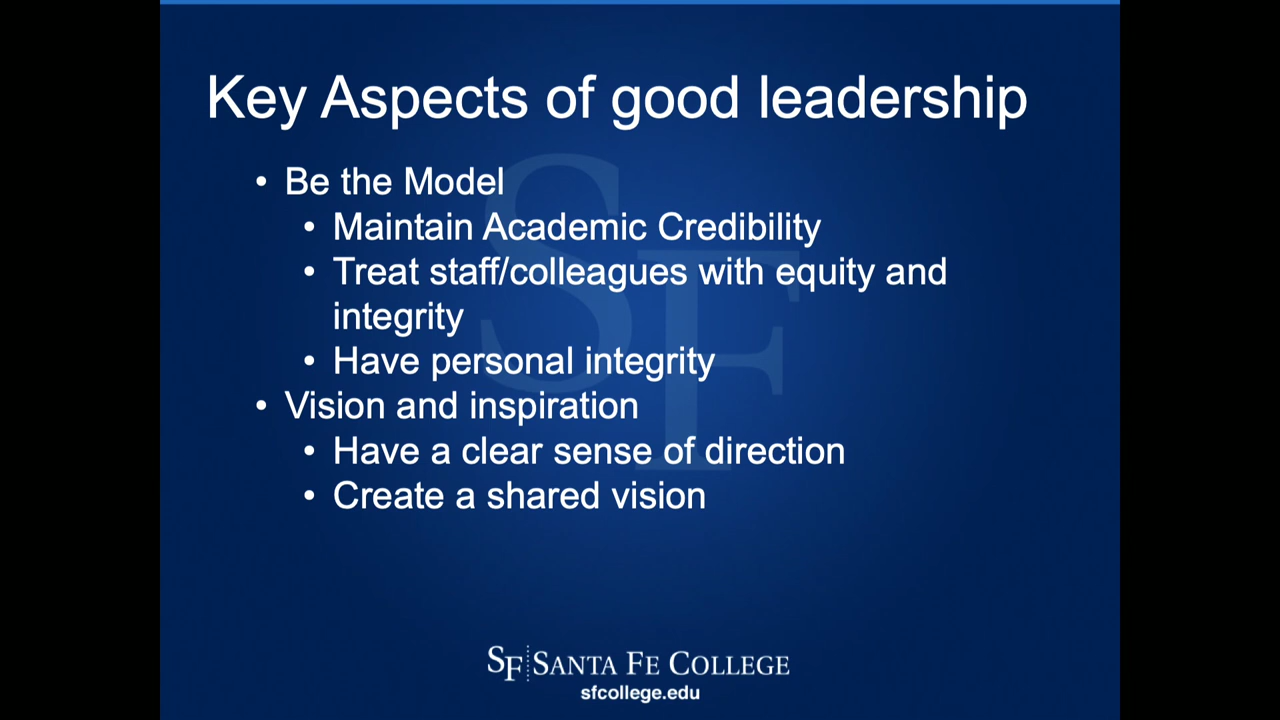 Key Aspects of good leadership
• Be the Model
• Maintain Academic Credibility
• Treat staff/colleagues with equity and
integrity
• Have personal integrity
• Vision and inspiration
• Have a clear sense of direction
• Create a shared vision
SF SANTA FE COLLEGE
sfcollege.edu